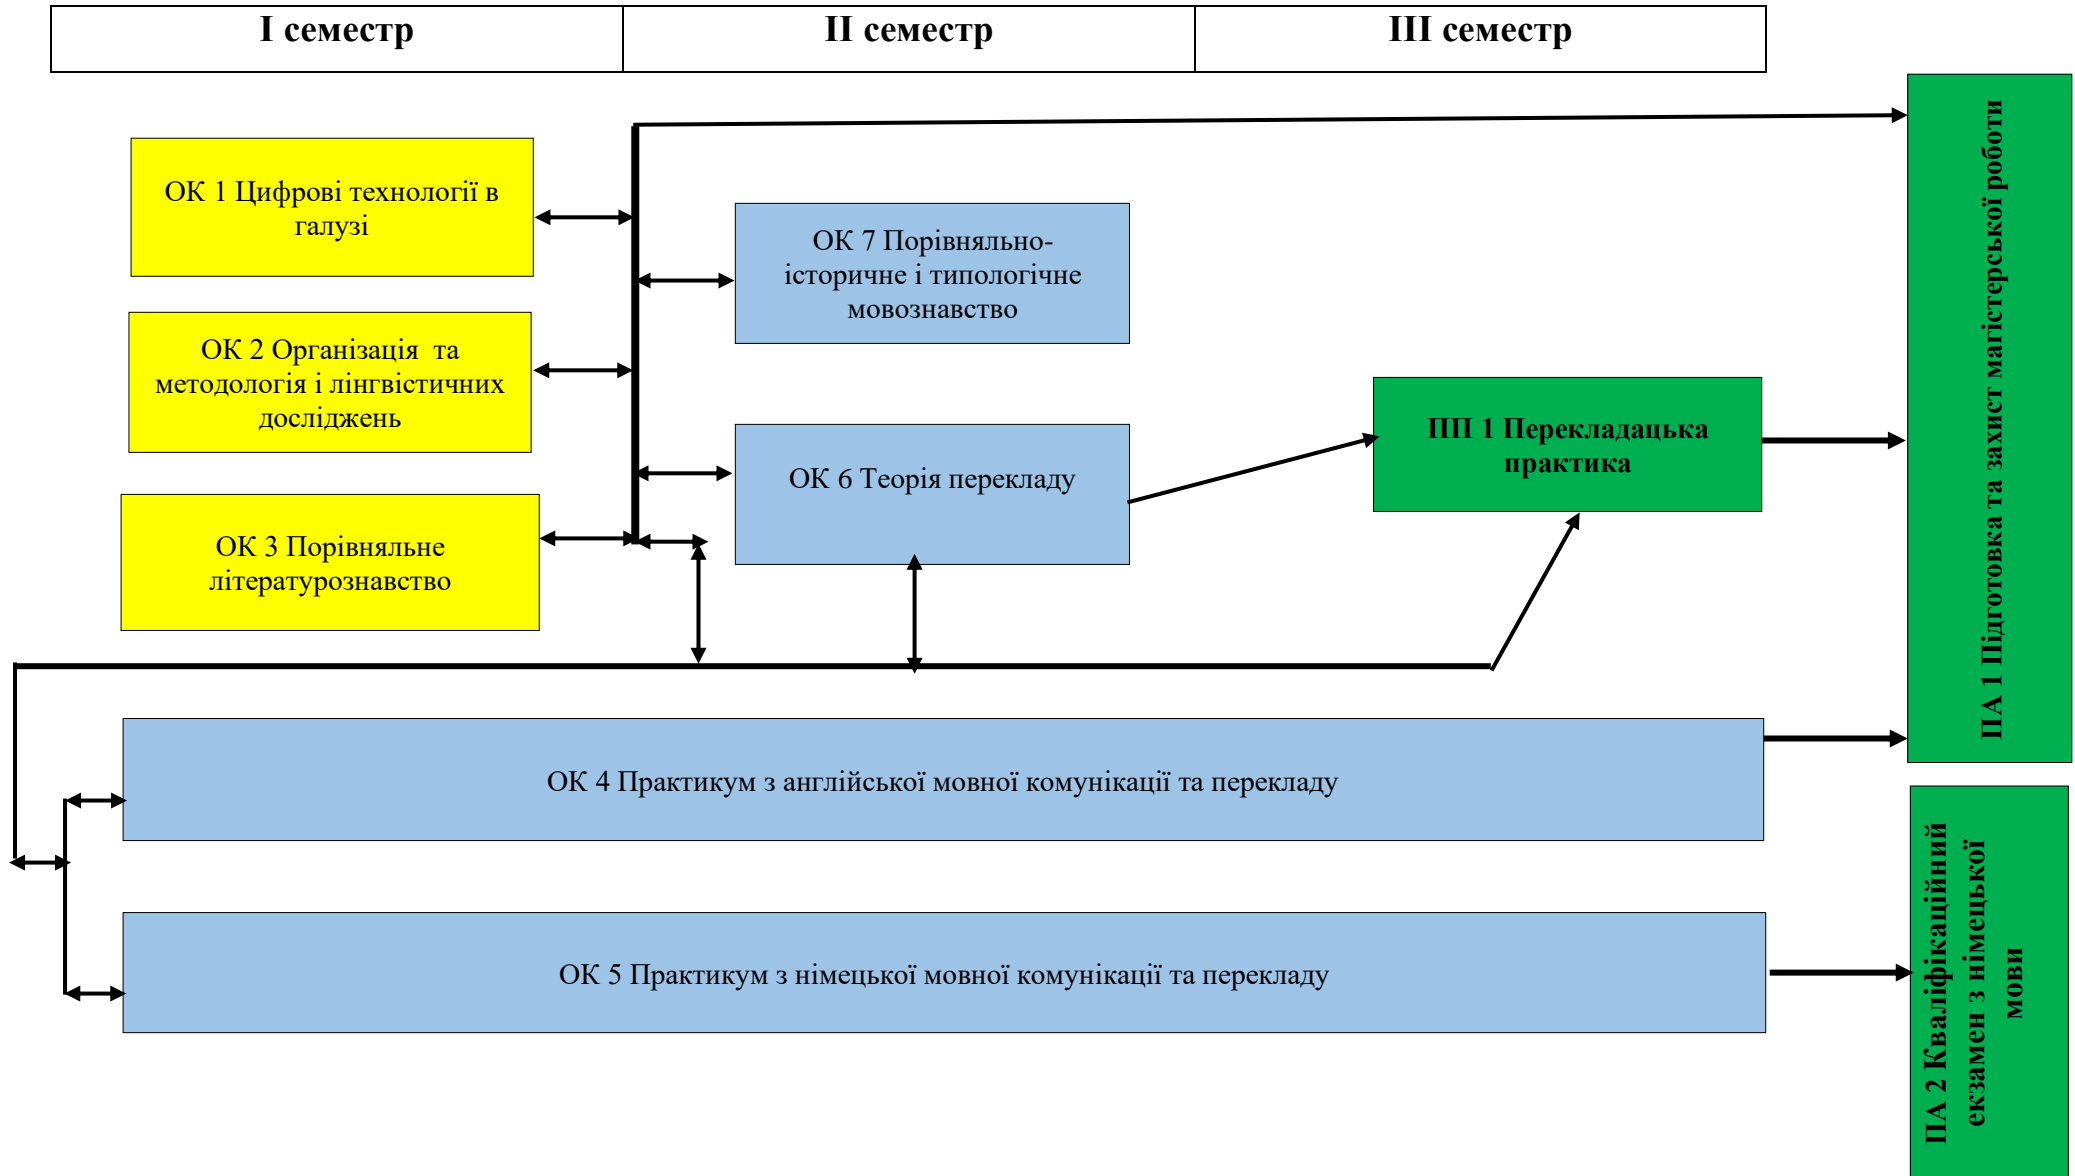 I семестр
II семестр
III семестр
ОК 1 Цифрові технології в
галузі
ОК 2 Організація та
методологія і лінгвістичних
досліджень
ОК 3 Порівняльне
літературознавство
ОК 7 Порівняльно-
історичне і типологічне
мовознавство
ОК 6 Теорія перекладу
ПП 1 Перекладацька
практика
ОК 4 Практикум з англійської мовної комунікації та перекладу
ОК 5 Практикум з німецької мовної комунікації та перекладу
ПА 1 Підготовка та захист магістерської роботи
ПА 2 Кваліфікаційний
екзамен з німецької
мови